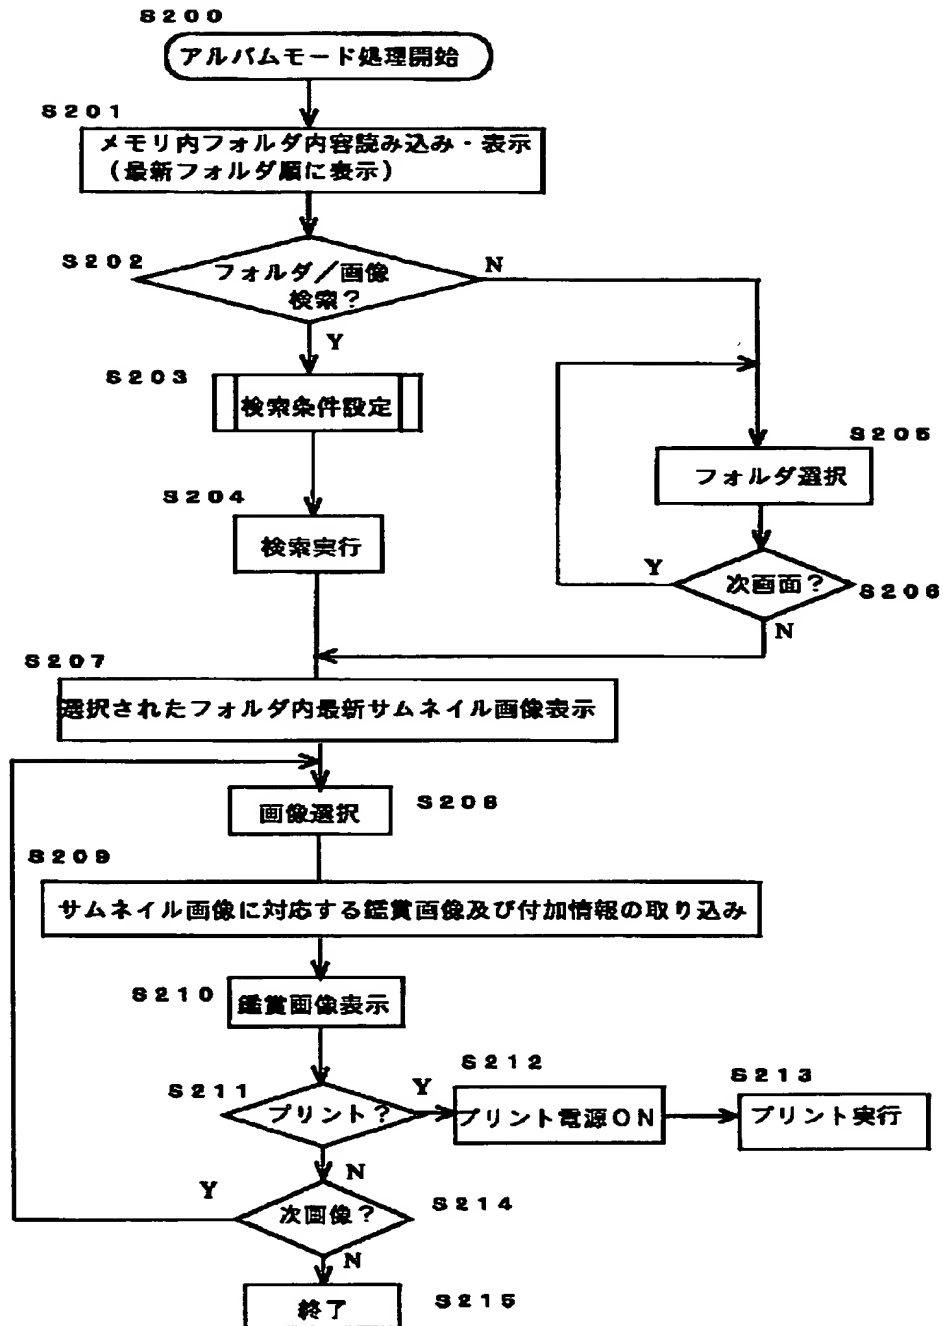 S200
アルバムモード処理開始
S201
メモリ内フォルダ内容読み込み・表示
（最新フォルダ順に表示）
S202
フォルダ／画像
検索？
N
Y
S203
検索条件設定
S205
フォルダ選択
S204
検索実行
Y
次画面？
S206
N
S207
選択されたフォルダ内最新サムネイル画像表示
画像選択
S208
S209
サムネイル画像に対応する鑑賞画像及び付加情報の取り込み
S210
鑑賞画像表示
S211
プリント？
Y
S212
プリント電源ON
S213
プリント実行
N
Y
次画像？
S214
N
終了
S215